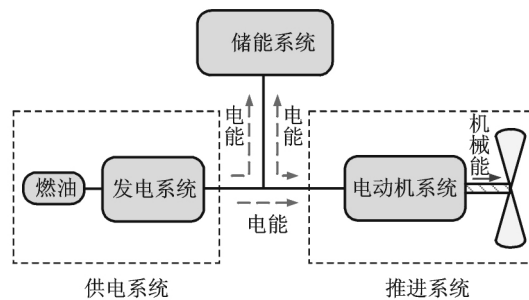 储能系统
电能
电能
机械能
燃油
发电系统
电动机系统
电能
供电系统
推进系统